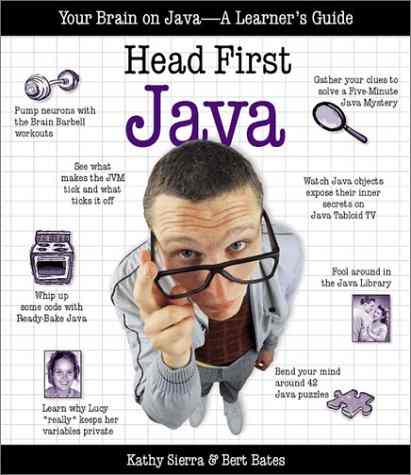 Your Brain on Java—A Learner's Guide
Head First
Java
Pump neurons with
the Brain Barbell
workouts
Gather your clues to
solve a Five-Minute
Java Mystery
See what
makes the JVM
tick and what
ticks it off
Watch Java objects
expose their inner
secrets on
Java Tabloid TV
Whip up
some code with
Ready-Bake Java
Fool around in
the Java Library
Learn why Lucy
"really" keeps her
variables private
Bend your mind
around 42
Java puzzles
Kathy Sierra & Bert Bates